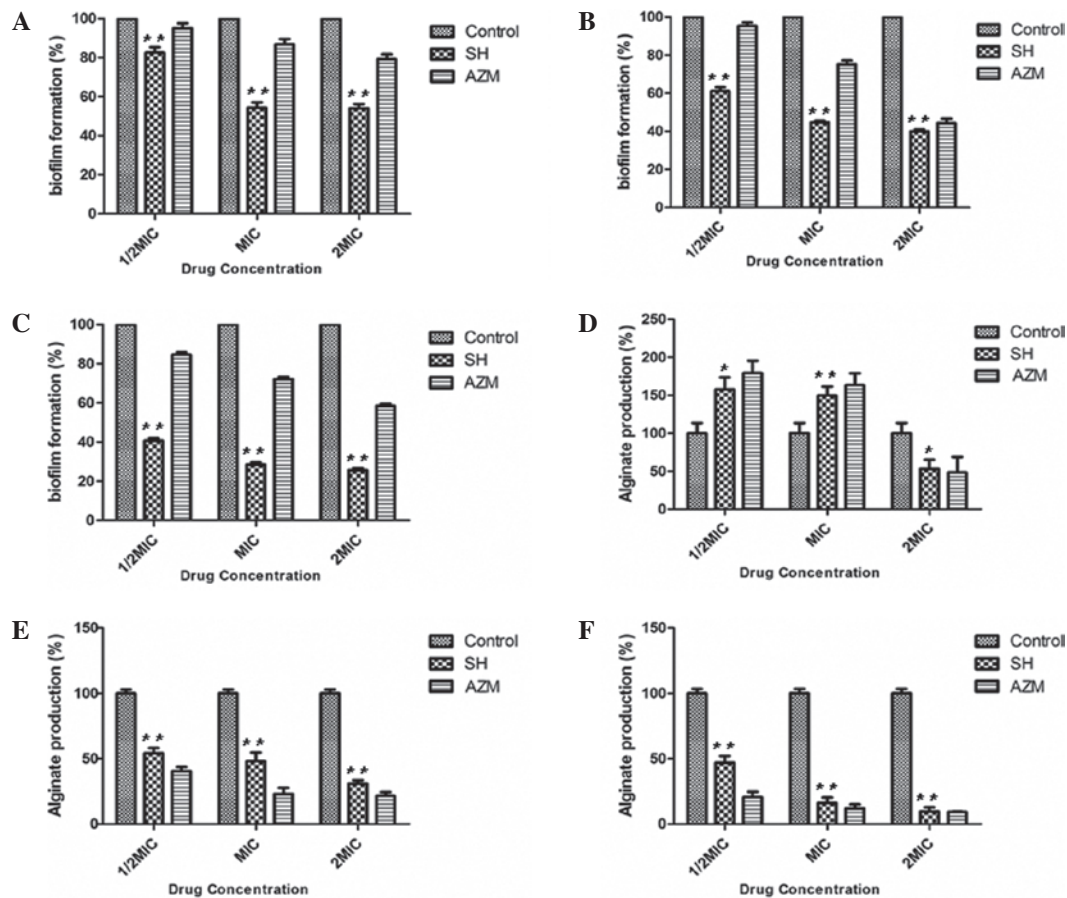 A
biofilm formation (%)
100
80
60
40
20
0
**
**
**
1/2MIC
MIC
2MIC
Drug Concentration
Control
SH
AZM
B
biofilm formation (%)
100
80
60
40
20
0
**
**
**
1/2MIC
MIC
2MIC
Drug Concentration
Controll
SH
AZM
C
biofilm formation (%)
100
80
60
40
20
0
**
**
**
1/2MIC
MIC
2MIC
Drug Concentration
Control
SH
AZM
D
Alginate production (%)
250
200
150
100
50
0
*
**
*
1/2MIC
MIC
2MIC
Drug Concentration
Control
SH
AZM
E
Alginate production (%)
150
100
50
0
**
**
**
1/2MIC
MIC
2MIC
Drug Concentration
Control
SH
AZM
F
Alginate production (%)
150
100
50
0
**
**
**
1/2MIC
MIC
2MIC
Drug Concentration
Control
SH
AZM